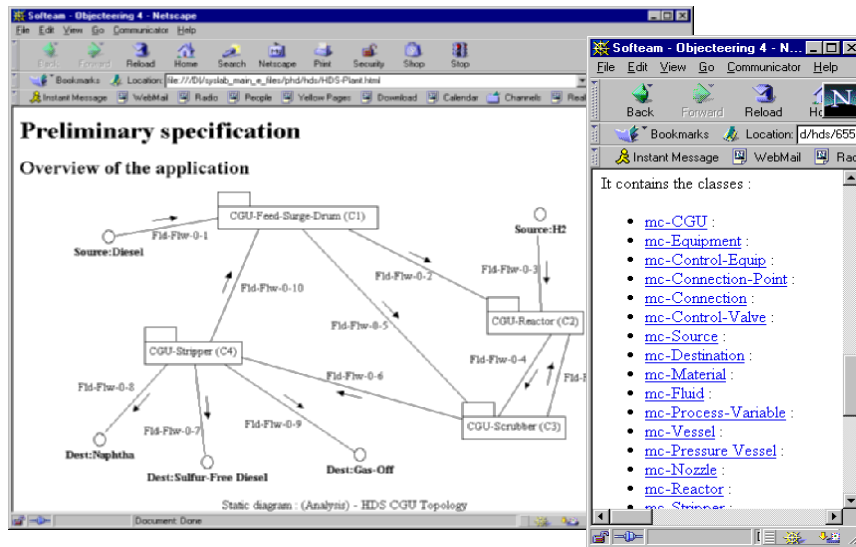 Softeam - Objecteering 4 - Netscape
File Edit View Go Communicator Help
Back Forward Reload Home Search Netscape Print Security Shop Stop
Bookmarks Location: file:///D|/syslab_main_e_files/phd/hds/HDS-Plant.html
Instant Message WebMail Radio People Yellow Pages Download Calendar Channels
Preliminary specification
Overview of the application
CGU-Feed-Surge-Drum (C1)
Fld-Flw-0-1
Source:Diesel
Source:H2
Fld-Flw-0-2
Fld-Flw-0-3
Fld-Flw-0-10
CGU-Reactor (C2)
Fld-Flw-0-5
CGU-Stripper (C4)
Fld-Flw-0-4
Fld-Flw-0-6
Fld-Flw-0-8
CGU-Scrubber (C3)
Fld-Flw-0-7
Fld-Flw-0-9
Dest:Naphtha
Dest:Gas-Off
Dest:Sulfur-Free Diesel
Static diagram : (Analysis) - HDS CGU Topology
Document: Done
Softeam - Objecteering 4 - N...
File Edit View Go Communicator Help
Back Forward Reload
Bookmarks Location: d/hds/655
Instant Message WebMail
It contains the classes :
mc-CGU :
mc-Equipment :
mc-Control-Equip :
mc-Connection-Point :
mc-Connection :
mc-Control-Valve :
mc-Source :
mc-Destination :
mc-Material :
mc-Fluid :
mc-Process-Variable :
mc-Vessel :
mc-Pressure Vessel :
mc-Nozzle :
mc-Reactor :
mc-Stripper :